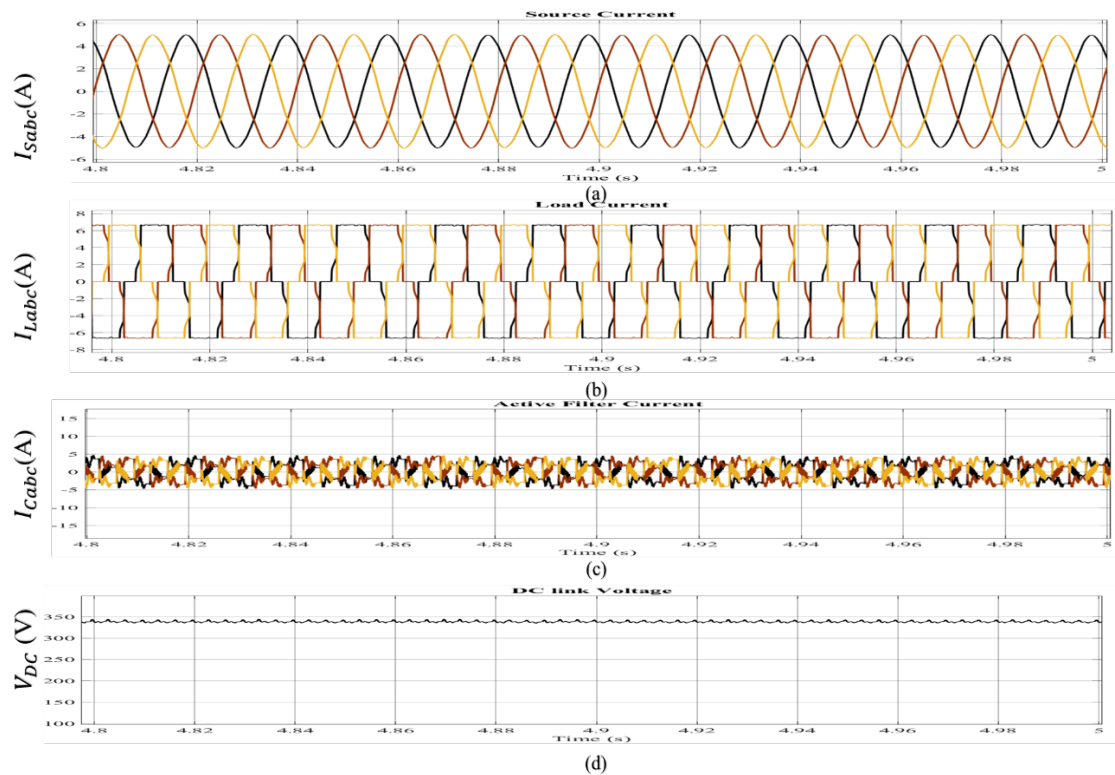 Source Current
I_Sabc(A)
6
4
2
0
-2
-4
-6
4.8 4.82 4.84 4.86 4.88 4.9 4.92 4.94 4.96 4.98 5
Time (s)
(a)
Load Current
I_Labc(A)
8
6
4
2
0
-2
-4
-6
-8
4.8 4.82 4.84 4.86 4.88 4.9 4.92 4.94 4.96 4.98 5
Time (s)
(b)
Active Filter Current
I_Cabc(A)
15
10
5
0
-5
-10
-15
4.8 4.82 4.84 4.86 4.88 4.9 4.92 4.94 4.96 4.98 5
Time (s)
(c)
DC link Voltage
V_DC (V)
350
300
250
200
150
100
4.8 4.82 4.84 4.86 4.88 4.9 4.92 4.94 4.96 4.98 5
Time (s)
(d)